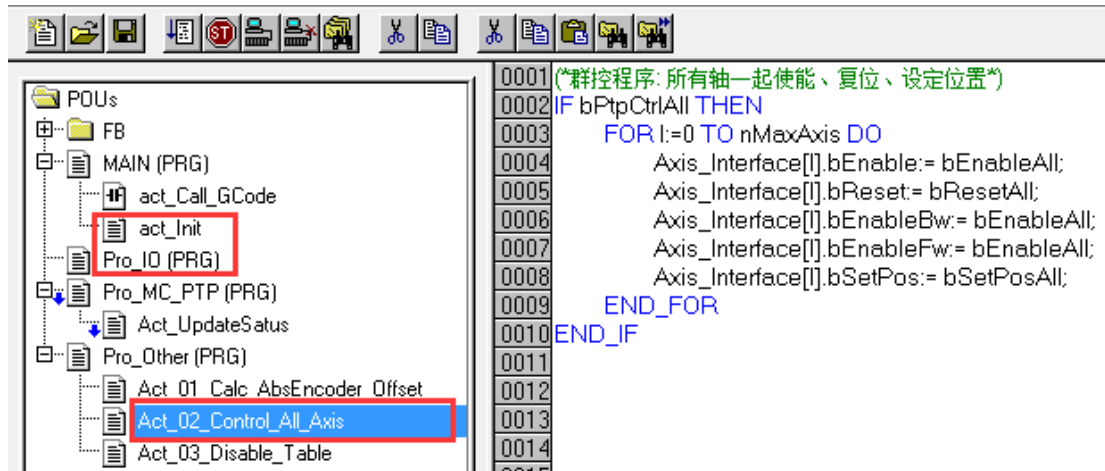 POUs
FB
MAIN (PRG)
act_Call_GCode
act_Init
Pro_IO (PRG)
Pro_MC_PTP (PRG)
Act_UpdateSatus
Pro_Other (PRG)
Act_01_Calc_AbsEncoder_Offset
Act_02_Control_All_Axis
Act_03_Disable_Table
0001 (*群控程序: 所有轴一起使能、复位、设定位置*)
0002 IF bPtpCtrlAll THEN
0003 FOR I:=0 TO nMaxAxis DO
0004 Axis_Interface[I].bEnable:= bEnableAll;
0005 Axis_Interface[I].bReset:= bResetAll;
0006 Axis_Interface[I].bEnableBw:= bEnableAll;
0007 Axis_Interface[I].bEnableFw:= bEnableAll;
0008 Axis_Interface[I].bSetPos:= bSetPosAll;
0009 END_FOR
0010 END_IF
0011
0012
0013
0014